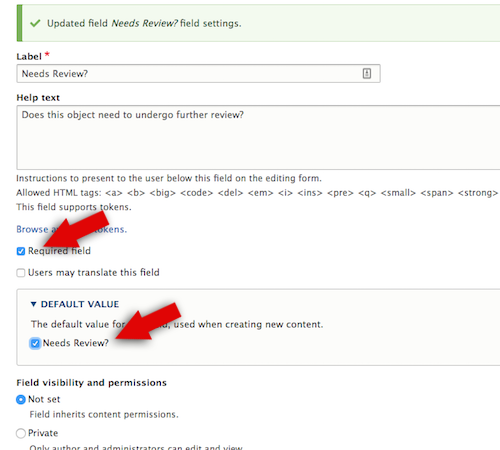 Updated field Needs Review? field settings.
Label *
Needs Review?
Help text
Does this object need to undergo further review?
Instructions to present to the user below this field on the editing form.
Allowed HTML tags: <a> <b> <big> <code> <del> <em> <i> <ins> <pre> <q> <small> <span> <strong>
This field supports tokens.
Browse tokens.
Required field
Users may translate this field
▼ DEFAULT VALUE
The default value for , used when creating new content.
Needs Review?
Field visibility and permissions
Not set
Field inherits content permissions.
Private
Only author and administrators can edit and view